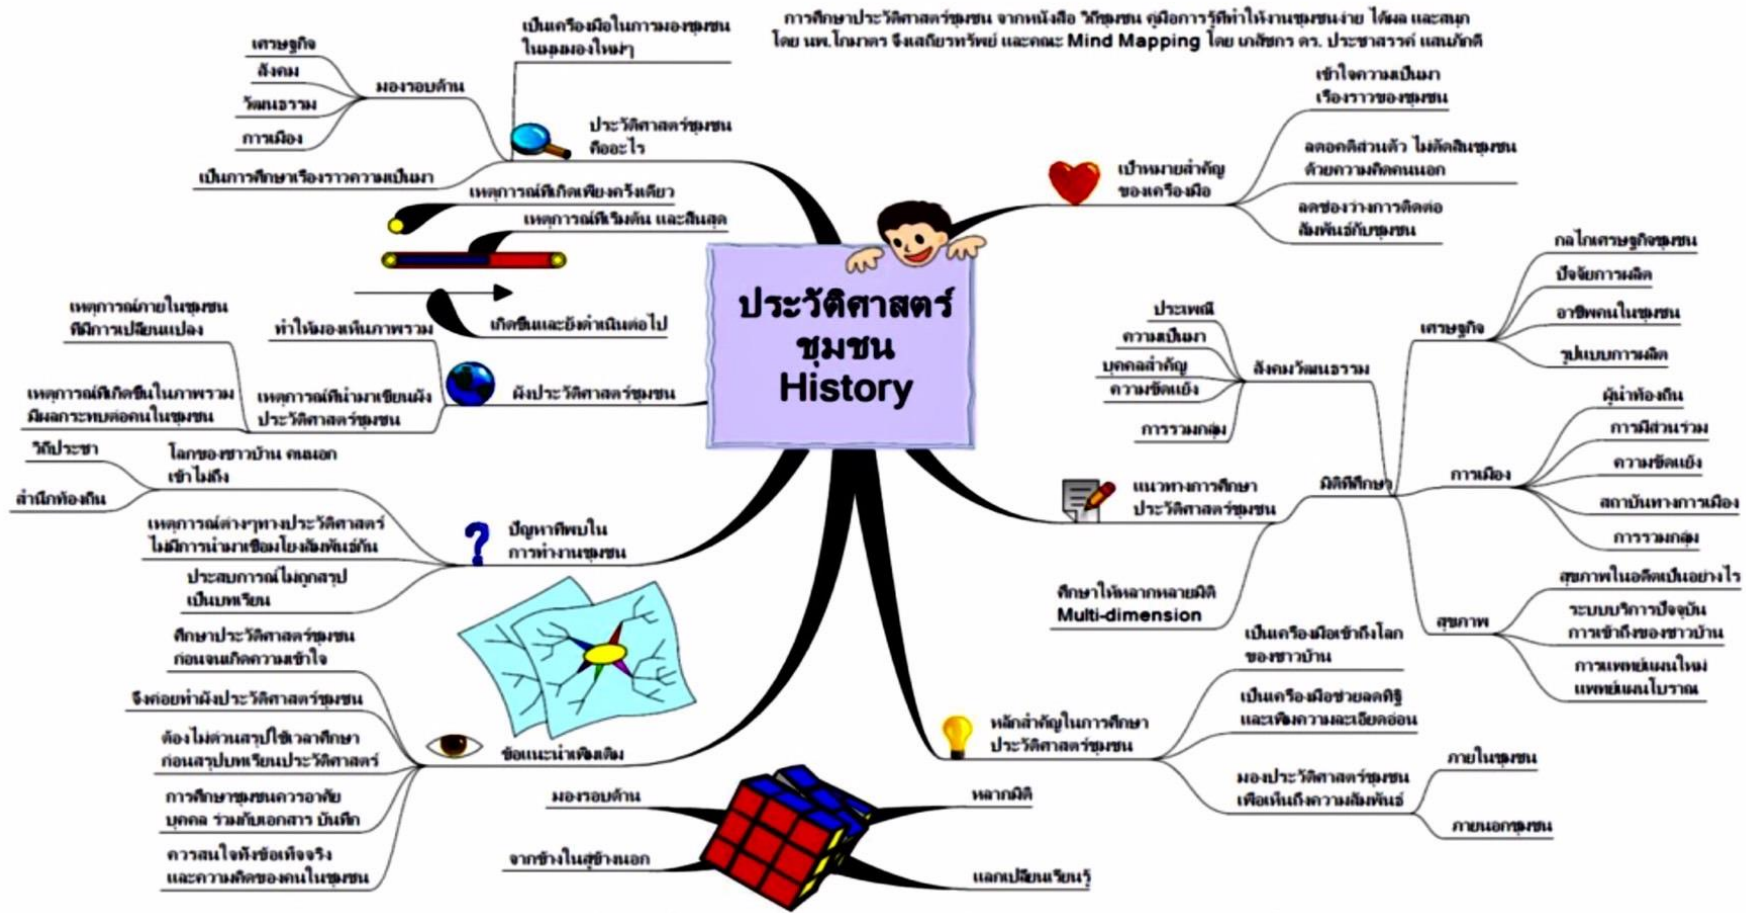 การศึกษาประวัติศาสตร์ชุมชน จากหนังสือ วิถีชุมชน คู่มือการรู้ที่ทำให้งานชุมชนง่าย ได้ผล และสนุก
โดย นพ.โกมาตร จึงเสถียรทรัพย์ และคณะ Mind Mapping โดย เภสัชกร ดร. ประชาสรรค์ แสนภักดี
ประวัติศาสตร์
ชุมชน
History
ประวัติศาสตร์ชุมชน
คืออะไร
เป็นเครื่องมือในการมองชุมชน
ในมุมมองใหม่ๆ
มองรอบด้าน
เศรษฐกิจ
สังคม
วัฒนธรรม
การเมือง
เป็นการศึกษาเรื่องราวความเป็นมา
เหตุการณ์ที่เกิดเพียงครั้งเดียว
เหตุการณ์ที่เริ่มต้น และสิ้นสุด
เกิดขึ้นและยังดำเนินต่อไป
ผังประวัติศาสตร์ชุมชน
ทำให้มองเห็นภาพรวม
เหตุการณ์ที่นำมาเขียนผัง
ประวัติศาสตร์ชุมชน
เหตุการณ์ภายในชุมชน
ที่มีการเปลี่ยนแปลง
เหตุการณ์ที่เกิดขึ้นในภาพรวม
มีผลกระทบต่อคนในชุมชน
ปัญหาที่พบใน
การทำงานชุมชน
โลกของชาวบ้าน คนนอก
เข้าไม่ถึง
วิถีประชา
สำนึกท้องถิ่น
เหตุการณ์ต่างๆทางประวัติศาสตร์
ไม่มีการนำมาเชื่อมโยงสัมพันธ์กัน
ประสบการณ์ไม่ถูกสรุป
เป็นบทเรียน
ข้อแนะนำเพิ่มเติม
ศึกษาประวัติศาสตร์ชุมชน
ก่อนจนเกิดความเข้าใจ
จึงค่อยทำผังประวัติศาสตร์ชุมชน
ต้องไม่ด่วนสรุปใช้เวลาศึกษา
ก่อนสรุปบทเรียนประวัติศาสตร์
การศึกษาชุมชนควรอาศัย
บุคคล ร่วมกับเอกสาร บันทึก
ควรสนใจทั้งข้อเท็จจริง
และความคิดของคนในชุมชน
เป้าหมายสำคัญ
ของเครื่องมือ
เข้าใจความเป็นมา
เรื่องราวของชุมชน
ลดอคติส่วนตัว ไม่ตัดสินชุมชน
ด้วยความคิดคนนอก
ลดช่องว่างการติดต่อ
สัมพันธ์กับชุมชน
แนวทางการศึกษา
ประวัติศาสตร์ชุมชน
มิติที่ศึกษา
สังคมวัฒนธรรม
ประเพณี
ความเป็นมา
บุคคลสำคัญ
ความขัดแย้ง
การรวมกลุ่ม
เศรษฐกิจ
กลไกเศรษฐกิจชุมชน
ปัจจัยการผลิต
อาชีพคนในชุมชน
รูปแบบการผลิต
การเมือง
ผู้นำท้องถิ่น
การมีส่วนร่วม
ความขัดแย้ง
สถาบันทางการเมือง
การรวมกลุ่ม
สุขภาพ
สุขภาพในอดีตเป็นอย่างไร
ระบบบริการปัจจุบัน
การเข้าถึงของชาวบ้าน
การแพทย์แผนใหม่
แพทย์แผนโบราณ
ศึกษาให้หลากหลายมิติ
Multi-dimension
หลักสำคัญในการศึกษา
ประวัติศาสตร์ชุมชน
เป็นเครื่องมือเข้าถึงโลก
ของชาวบ้าน
เป็นเครื่องมือช่วยลดทิฐิ
และเพิ่มความละเอียดอ่อน
มองประวัติศาสตร์ชุมชน
เพื่อเห็นถึงความสัมพันธ์
ภายในชุมชน
ภายนอกชุมชน
มองรอบด้าน
จากข้างในสู่ข้างนอก
หลากมิติ
แลกเปลี่ยนเรียนรู้